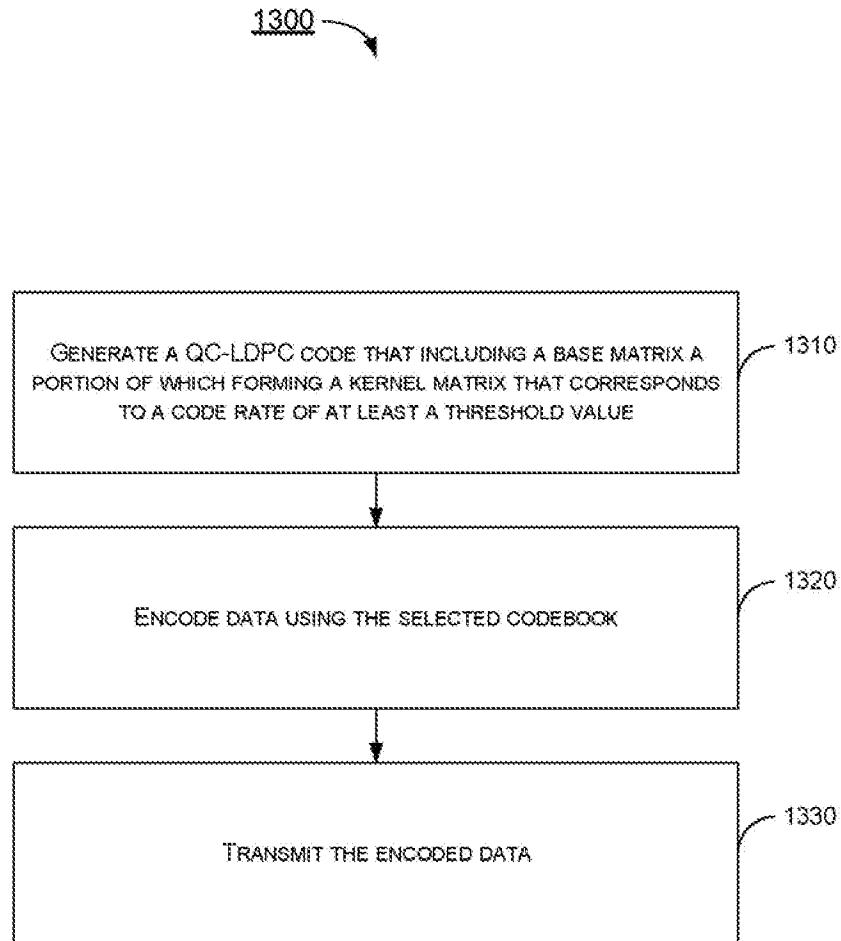 1300
GENERATE A QC-LDPC CODE THAT INCLUDING A BASE MATRIX A
PORTION OF WHICH FORMING A KERNEL MATRIX THAT CORRESPONDS
TO A CODE RATE OF AT LEAST A THRESHOLD VALUE
1310
ENCODE DATA USING THE SELECTED CODEBOOK
1320
TRANSMIT THE ENCODED DATA
1330